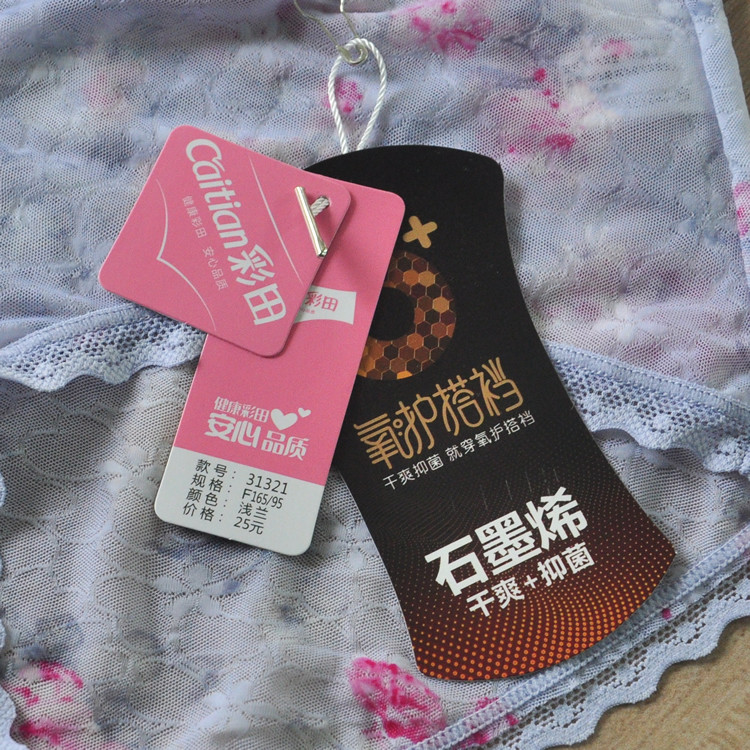 Caitian彩田
健康彩田 安心品质
彩田
健康彩田
安心品质
款号：31321
规格：F165/95
颜色：浅兰
价格：25元
+
氧护搭裆
干爽抑菌 就穿氧护搭裆
石墨烯
干爽+抑菌